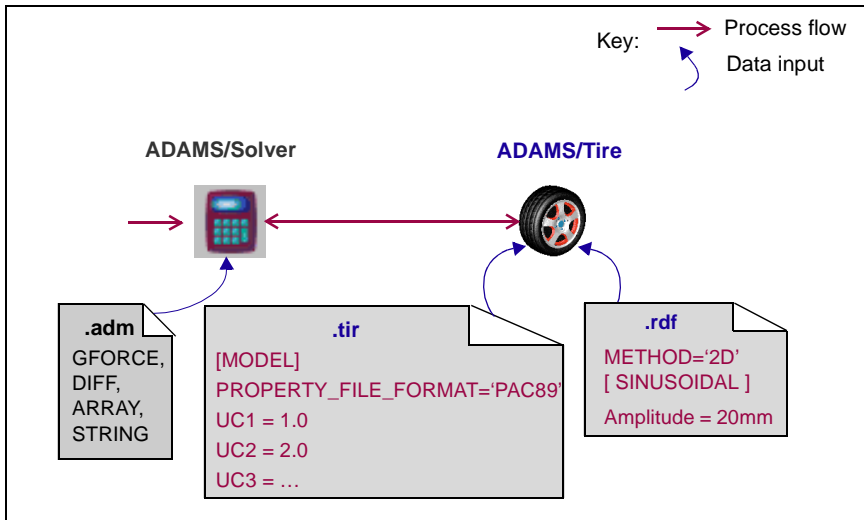 Key:
Process flow
Data input
ADAMS/Solver
ADAMS/Tire
.adm
GFORCE,
DIFF,
ARRAY,
STRING
.tir
[MODEL]
PROPERTY_FILE_FORMAT=‘PAC89’
UC1 = 1.0
UC2 = 2.0
UC3 = …
.rdf
METHOD=‘2D’
[ SINUSOIDAL ]
Amplitude = 20mm